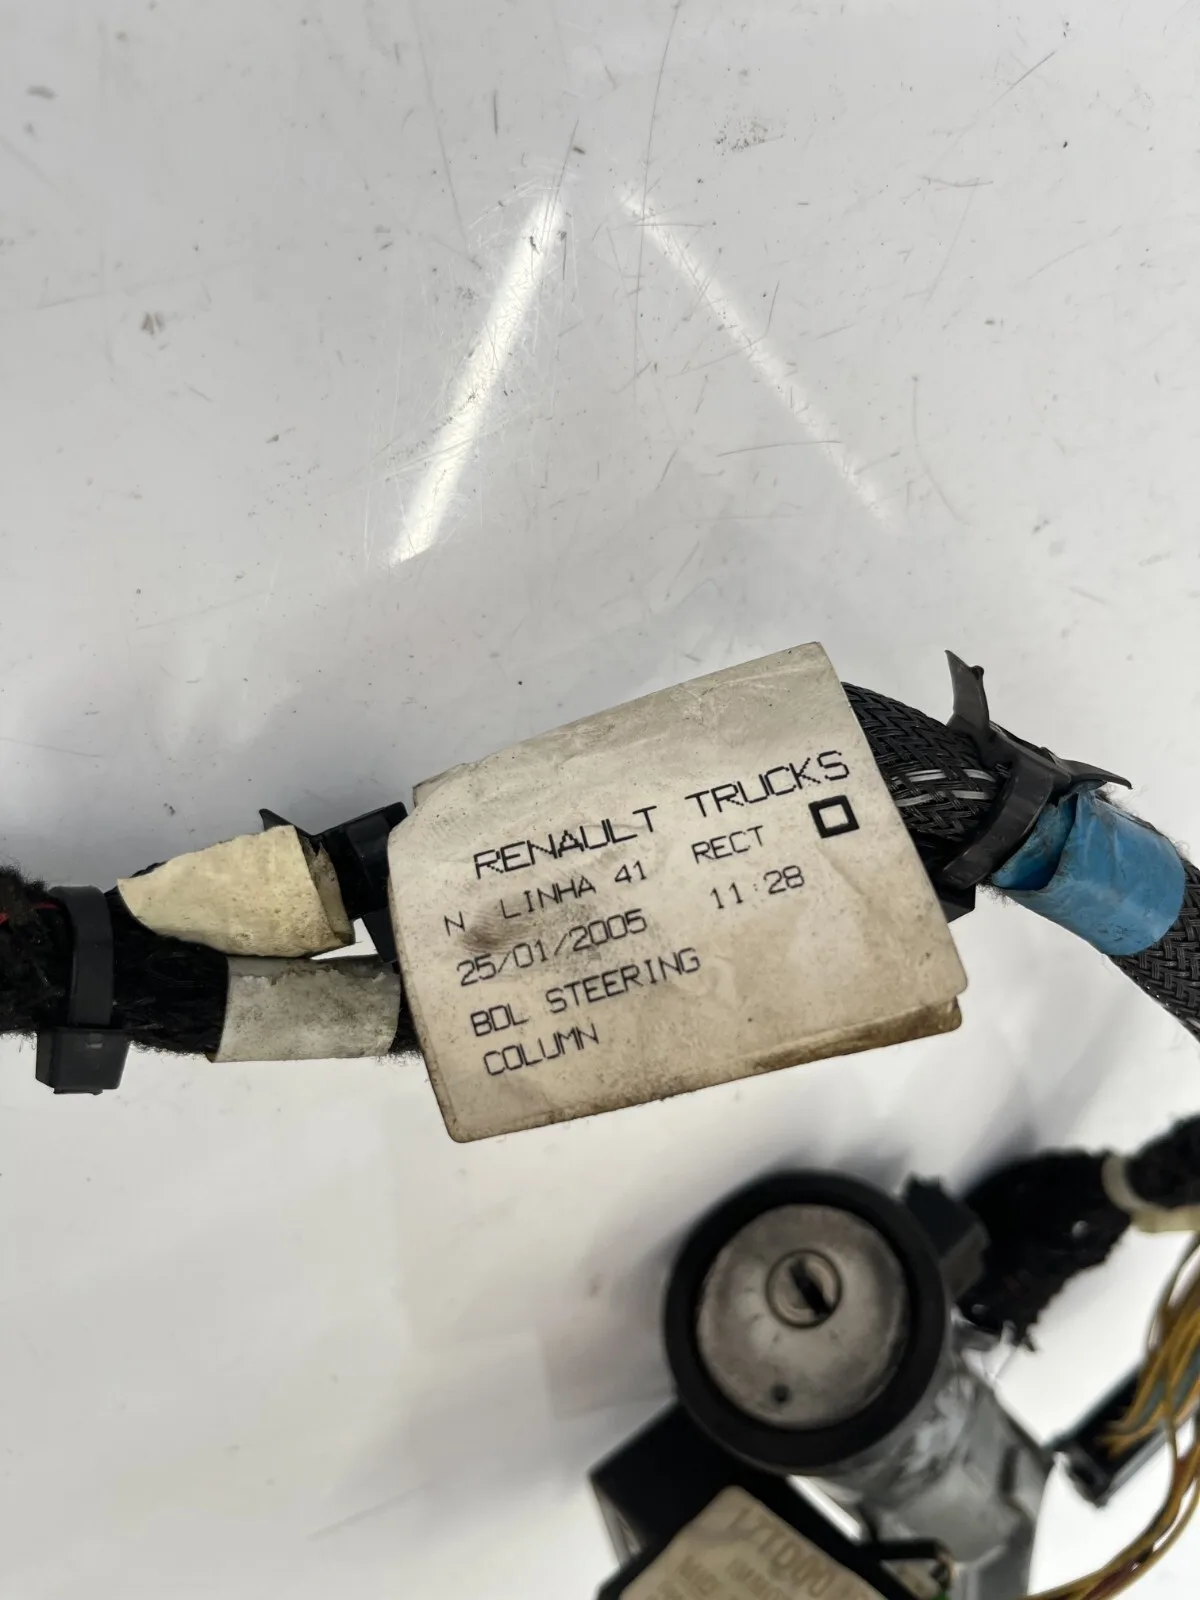 RENAULT TRUCKS
N LINHA 41 RECT
25/01/2005 11:28
BDL STEERING
COLUMN